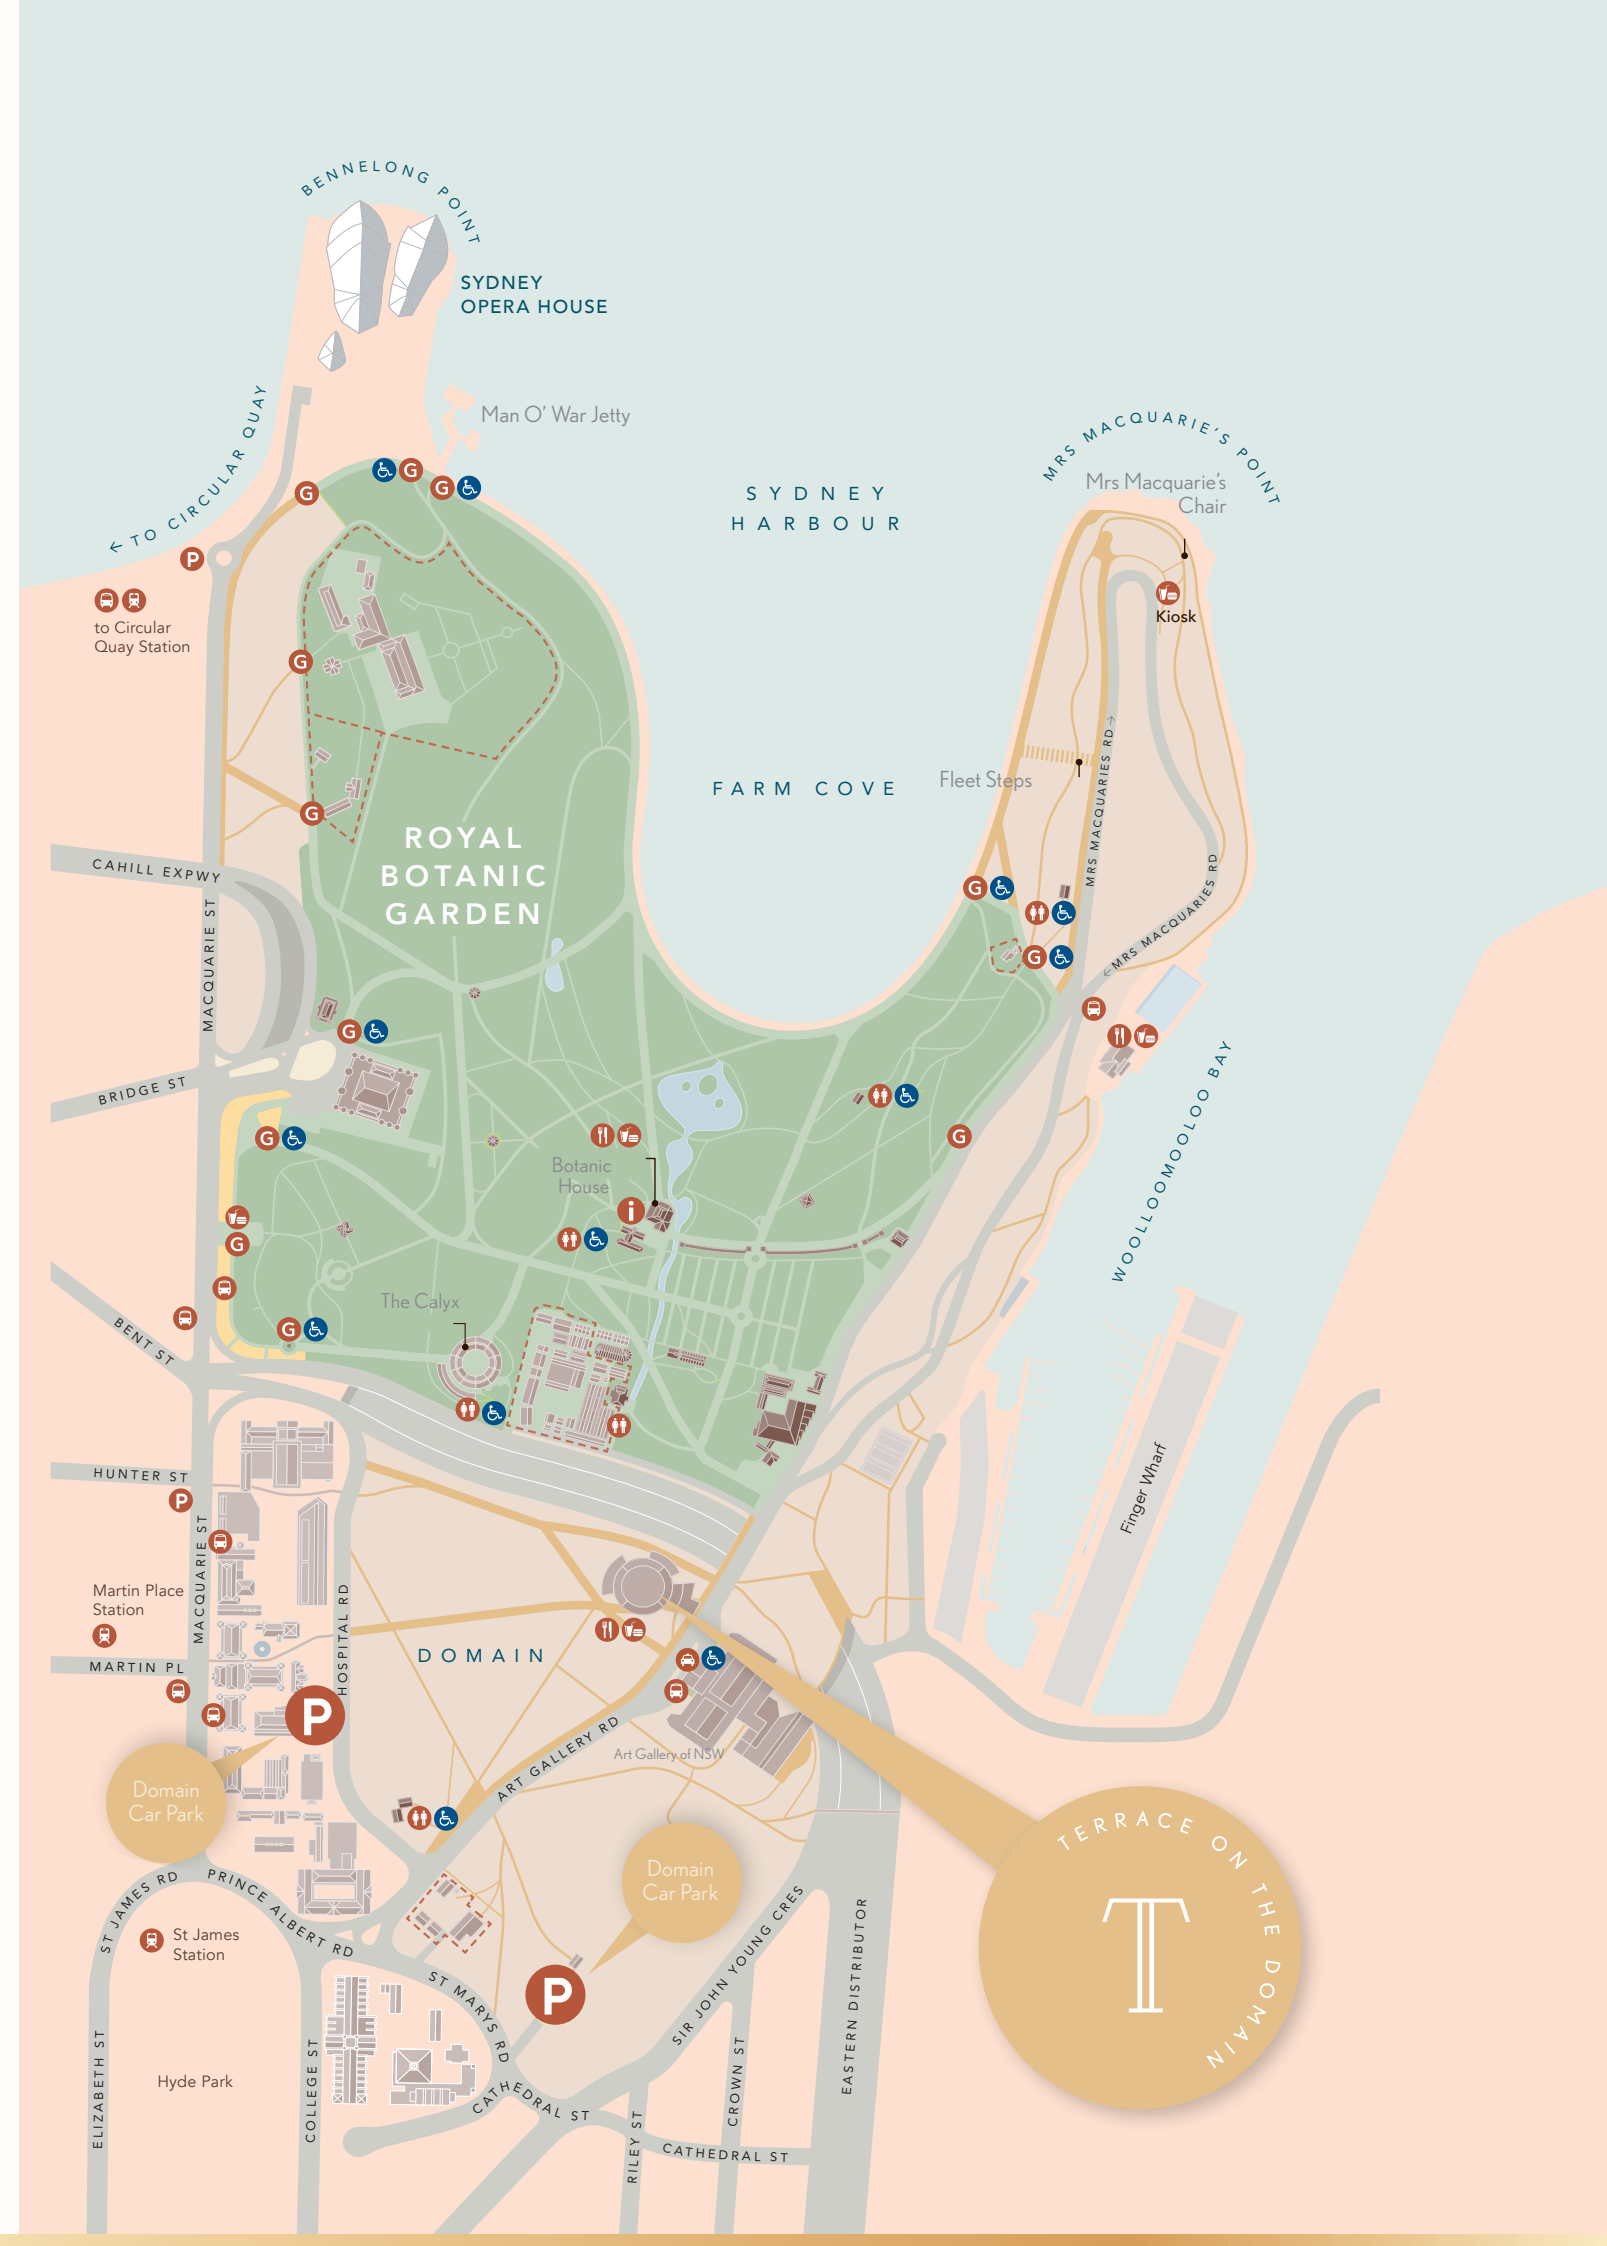 BENNELONG POINT
SYDNEY
OPERA HOUSE
Man O' War Jetty
← TO CIRCULAR QUAY
G
G
G
P
to Circular
Quay Station
SYDNEY
HARBOUR
MRS MACQUARIE'S POINT
Mrs Macquarie's
Chair
Kiosk
G
FARM COVE
Fleet Steps
MRS MACQUARIES RD →
G
ROYAL
BOTANIC
GARDEN
CAHILL EXPWY
MACQUARIE ST
G
G
← MRS MACQUARIES RD
G
BRIDGE ST
G
G
WOOLLOOMOOLOO BAY
Botanic
House
i
G
The Calyx
G
BENT ST
HUNTER ST
P
Finger Wharf
MACQUARIE ST
Martin Place
Station
HOSPITAL RD
DOMAIN
MARTIN PL
P
ART GALLERY RD
Art Gallery of NSW
Domain
Car Park
Domain
Car Park
TERRACE ON THE DOMAIN
T
ST JAMES RD
PRINCE ALBERT RD
St James
Station
ST MARYS RD
P
SIR JOHN YOUNG CRES
EASTERN DISTRIBUTOR
ELIZABETH ST
Hyde Park
COLLEGE ST
CATHEDRAL ST
CROWN ST
RILEY ST
CATHEDRAL ST